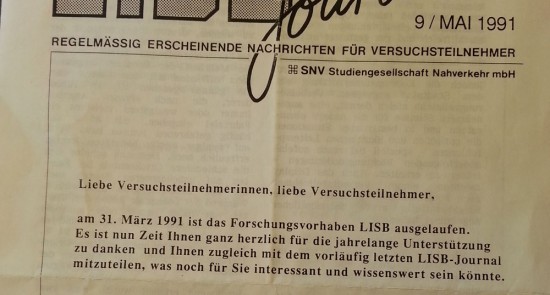 LISB
Journal
9 / MAI 1991
REGELMÄSSIG ERSCHEINENDE NACHRICHTEN FÜR VERSUCHSTEILNEHMER
SNV Studiengesellschaft Nahverkehr mbH
Liebe Versuchsteilnehmerinnen, liebe Versuchsteilnehmer,
am 31. März 1991 ist das Forschungsvorhaben LISB ausgelaufen.
Es ist nun Zeit Ihnen ganz herzlich für die jahrelange Unterstützung
zu danken und Ihnen zugleich mit dem vorläufig letzten LISB-Journal
mitzuteilen, was noch für Sie interessant und wissenswert sein könnte.